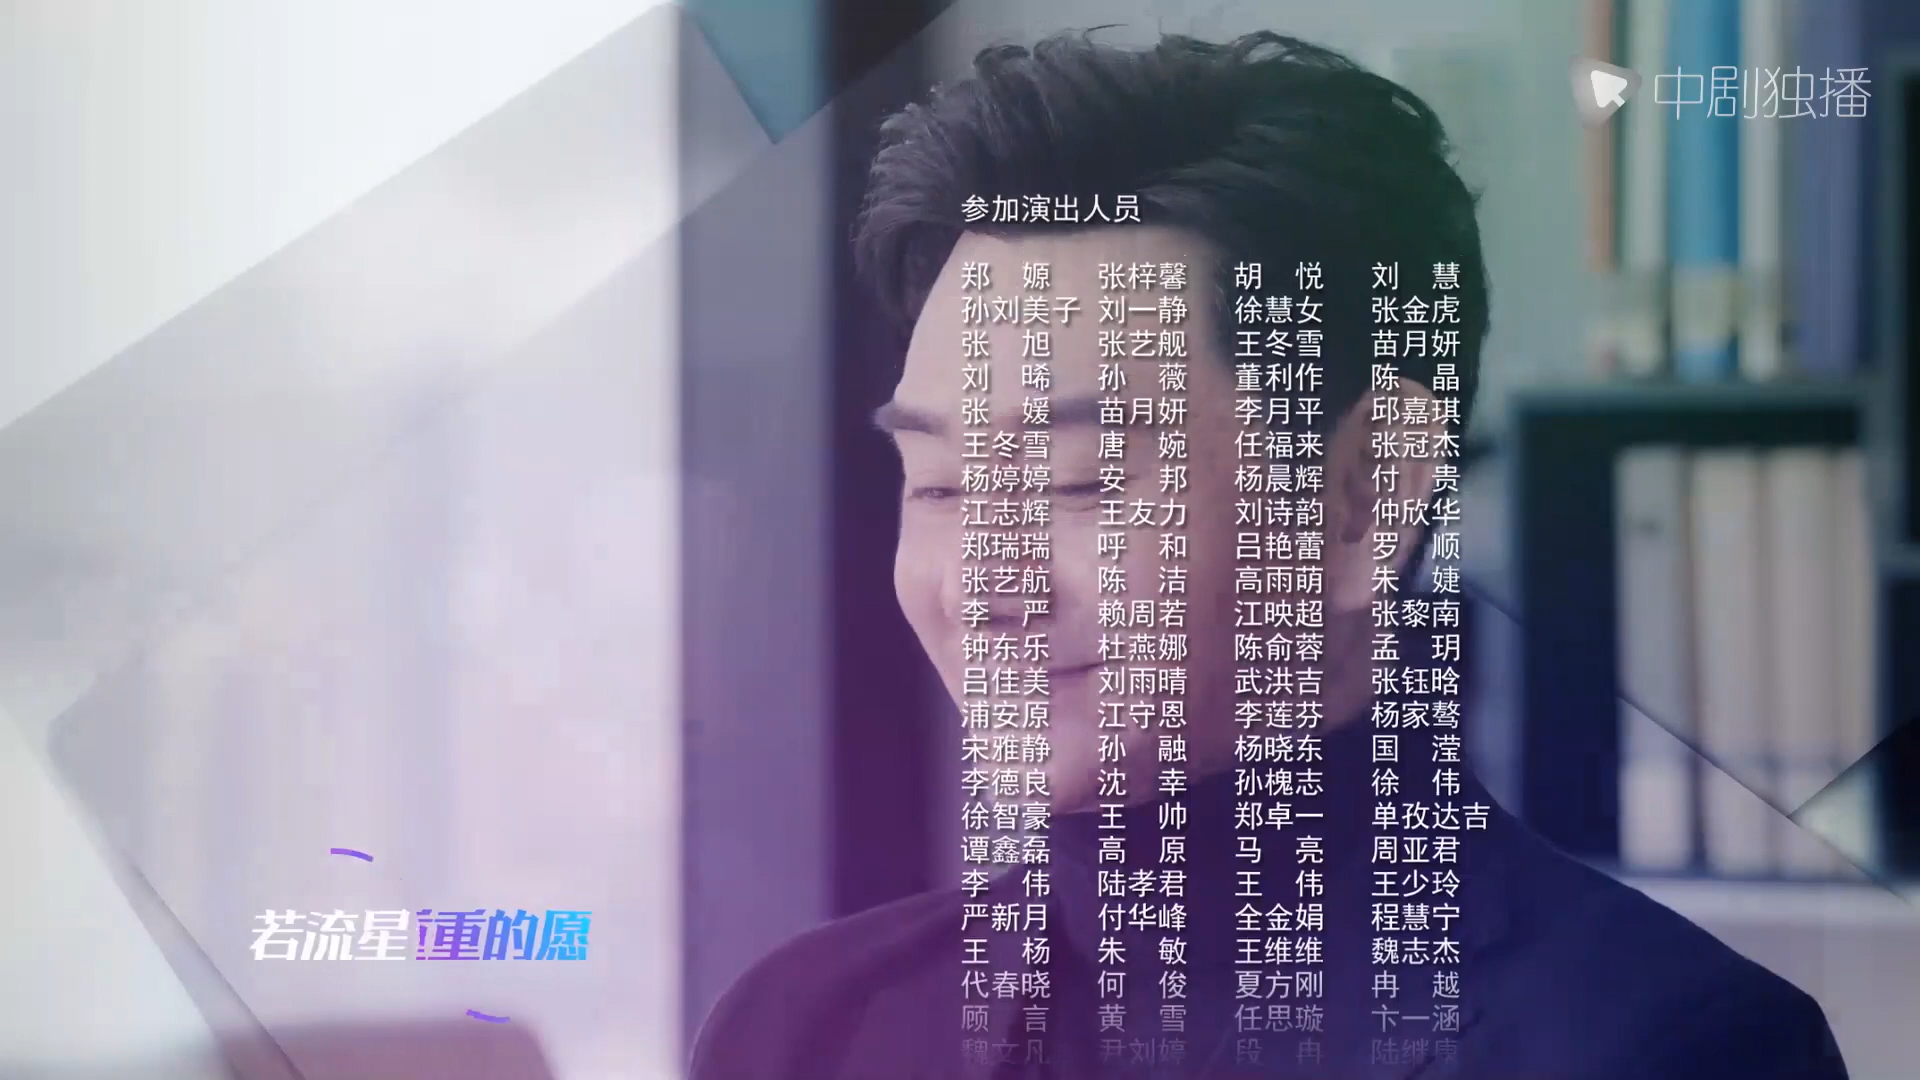 中剧独播
参加演出人员
郑 嫄 张梓馨 胡 悦 刘 慧
孙刘美子 刘一静 徐慧女 张金虎
张 旭 张艺舰 王冬雪 苗月妍
刘 晞 孙 薇 董利作 陈 晶
张 媛 苗月妍 李月平 邱嘉琪
王冬雪 唐 婉 任福来 张冠杰
杨婷婷 安 邦 杨晨辉 付 贵
江志辉 王友力 刘诗韵 仲欣华
郑瑞瑞 呼 和 吕艳蕾 罗 顺
张艺航 陈 洁 高雨萌 朱 婕
李 严 赖周若 江映超 张黎南
钟东乐 杜燕娜 陈俞蓉 孟 玥
吕佳美 刘雨晴 武洪吉 张钰晗
浦安原 江守恩 李莲芬 杨家骜
宋雅静 孙 融 杨晓东 国 滢
李德良 沈 幸 孙槐志 徐 伟
徐智豪 王 帅 郑卓一 单孜达吉
谭鑫磊 高 原 马 亮 周亚君
李 伟 陆孝君 王 伟 王少玲
严新月 付华峰 全金娟 程慧宁
王 杨 朱 敏 王维维 魏志杰
代春晓 何 俊 夏方刚 冉 越
顾 言 黄 雪 任思璇 卞一涵
魏文凡 尹刘婷 段 冉 陆继康
若流星重的愿